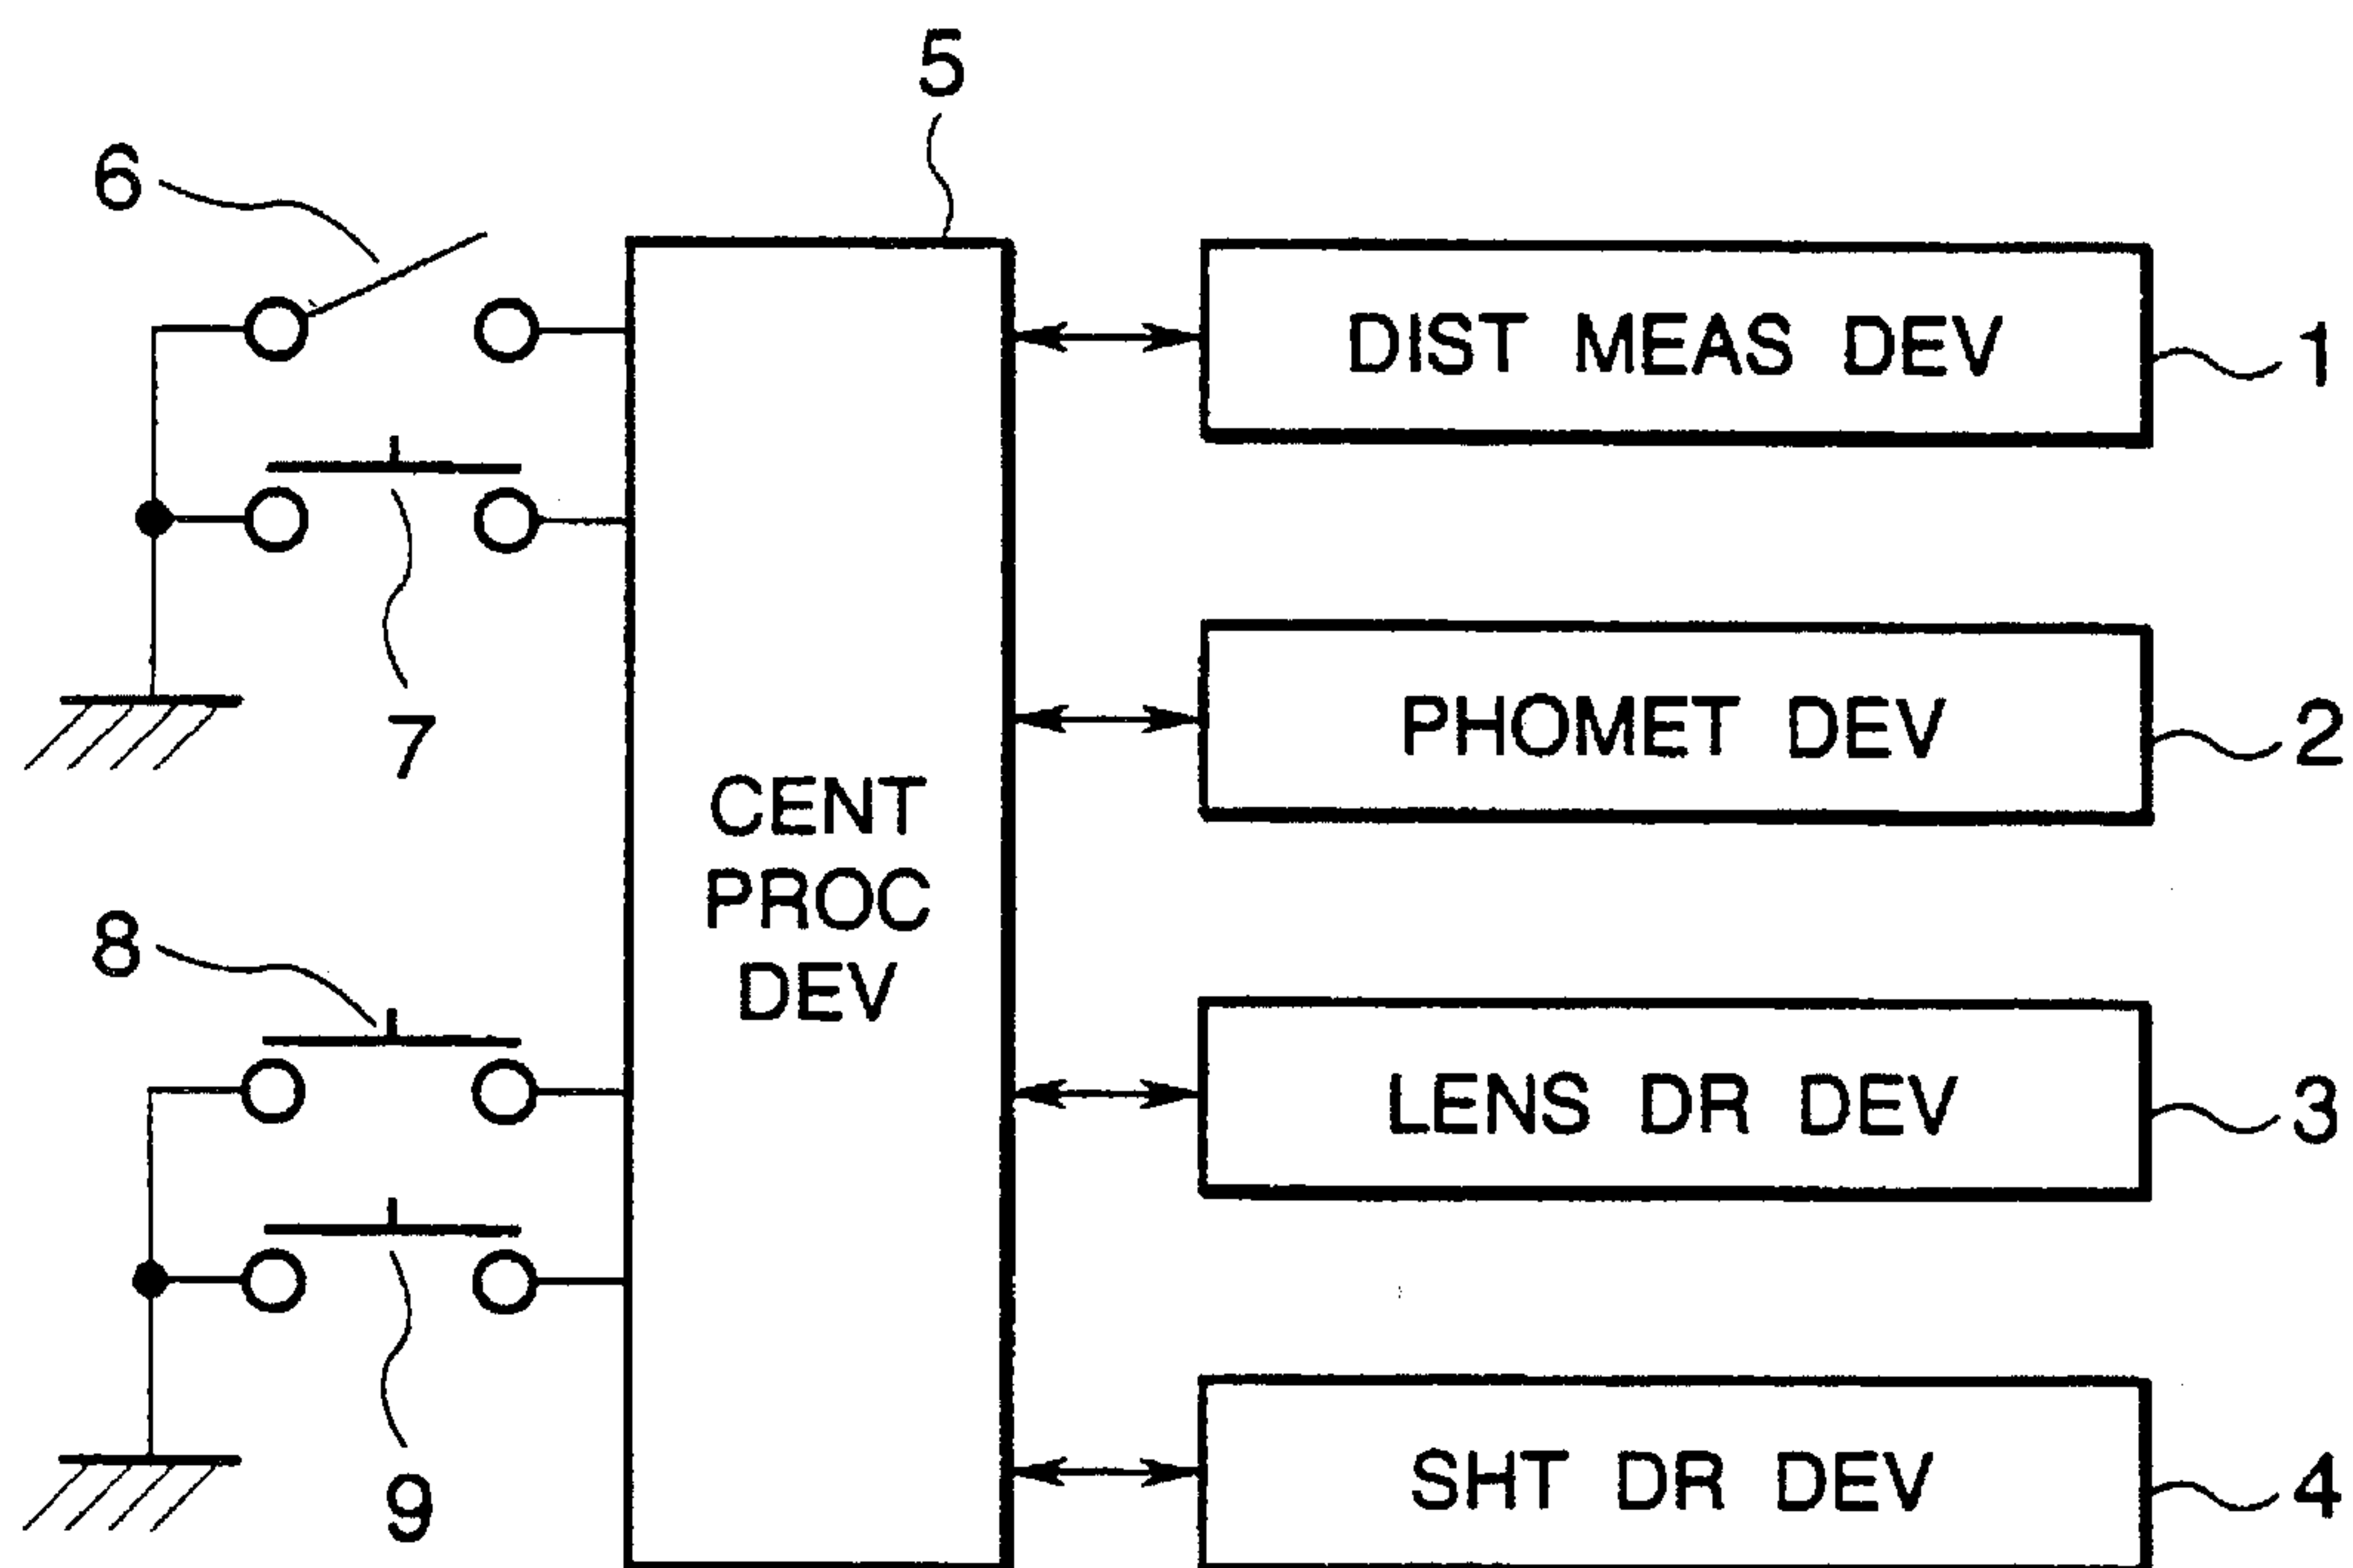 5
6
DIST MEAS DEV
1
7
PHOMET DEV
2
CENT
PROC
DEV
8
LENS DR DEV
3
9
SHT DR DEV
4